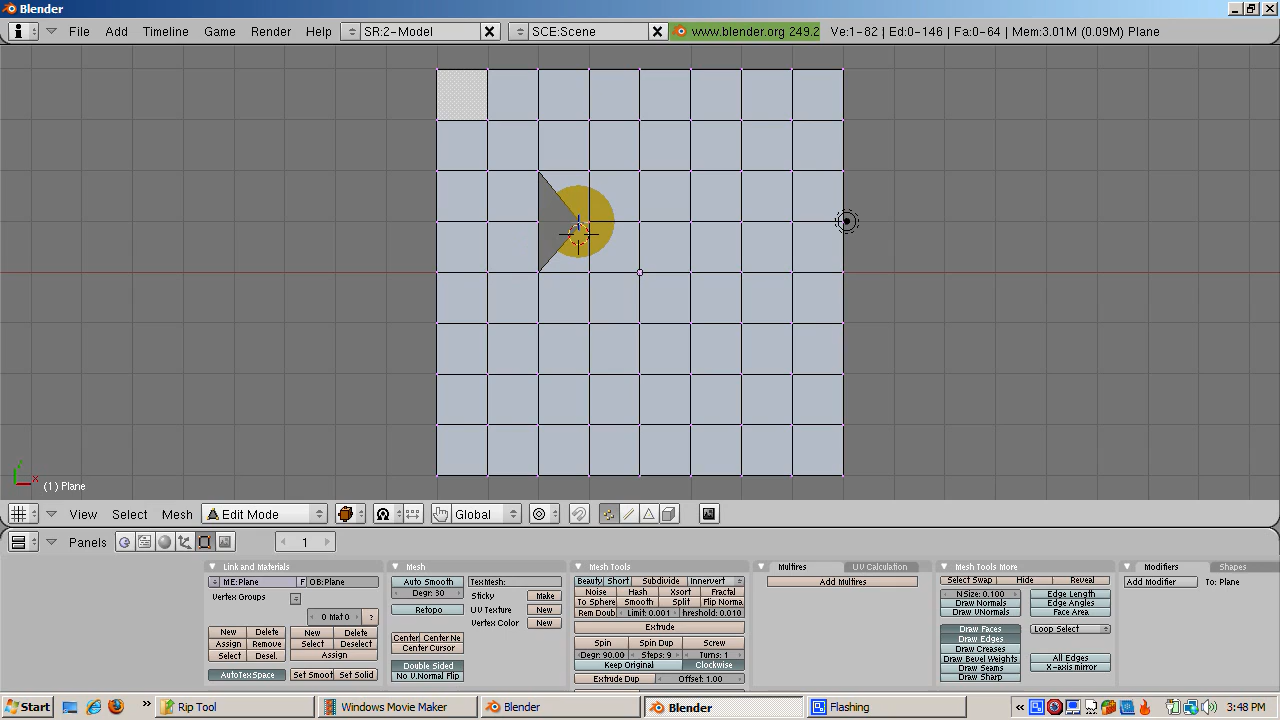 Blender
File Add Timeline Game Render Help SR:2-Model SCE:Scene www.blender.org 249.2 Ve:1-82 | Ed:0-146 | Fa:0-64 | Mem:3.01M (0.09M) Plane
(1) Plane
View Select Mesh Edit Mode Global
Panels 1
Link and Materials Mesh Mesh Tools Multires UV Calculation Mesh Tools More Modifiers Shapes
ME:Plane F OB:Plane Auto Smooth TexMesh: Beauty Short Subdivide Innervert Add Multires Select Swap Hide Reveal Add Modifier To: Plane
Vertex Groups Degr: 30 Sticky Make Noise Hash Xsort Fractal NSize: 0.100 Edge Length
To Sphere Smooth Split Flip Norma Draw Normals Edge Angles
0 Mat 0 ? Retopo UV Texture New Rem Doub Limit: 0.001 hreshold: 0.010 Draw VNormals Face Area
Vertex Color New Extrude
New Delete New Delete Center Center Ne Draw Faces Loop Select
Assign Remove Select Deselect Center Cursor Spin Spin Dup Screw Draw Edges
Select Desel. Assign Degr: 90.00 Steps: 9 Turns: 1 Draw Creases
Double Sided Keep Original Clockwise Draw Bevel Weights All Edges
AutoTexSpace Set Smoot Set Solid No V.Normal Flip Extrude Dup Offset: 1.00 Draw Seams X-axis mirror
Draw Sharp
Start Rip Tool Windows Movie Maker Blender Blender Flashing 3:48 PM